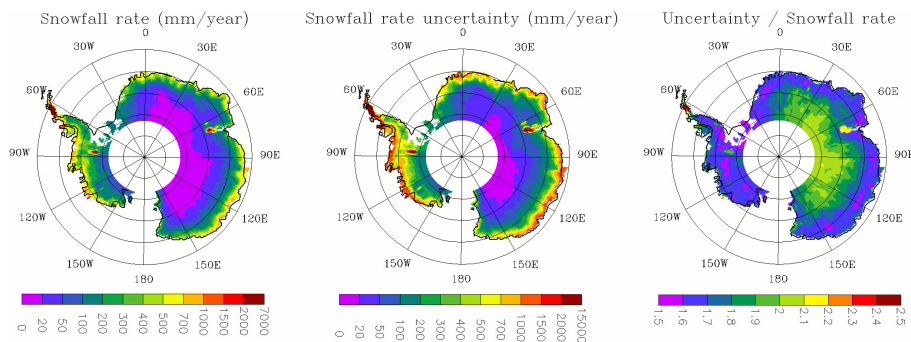 Snowfall rate (mm/year)
0
30W
30E
60W
60E
90W
90E
120W
120E
150W
150E
180
0
20
50
100
200
300
400
500
700
1000
1500
2000
7000
Snowfall rate uncertainty (mm/year)
0
30W
30E
60W
60E
90W
90E
120W
120E
150W
150E
180
0
20
50
100
200
300
400
500
700
1000
1500
2000
15000
Uncertainty / Snowfall rate
0
30W
30E
60W
60E
90W
90E
120W
120E
150W
150E
180
1.5
1.6
1.7
1.8
1.9
2
2.1
2.2
2.3
2.4
2.5